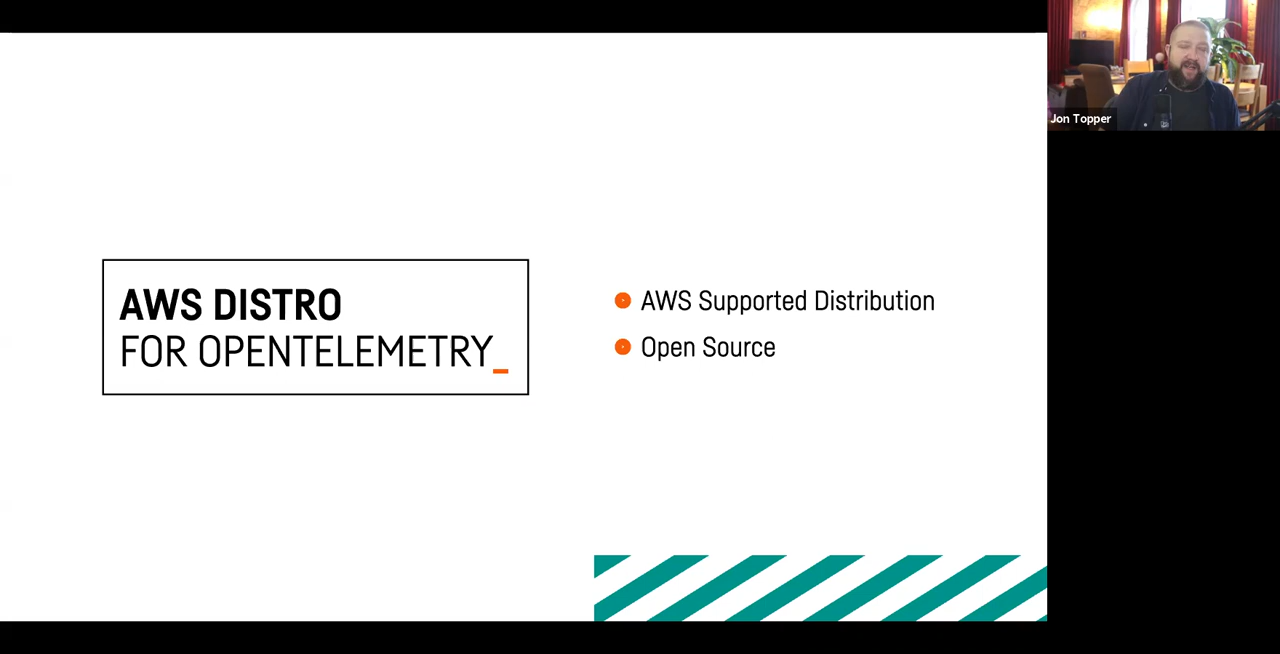 AWS DISTRO
FOR OPENTELEMETRY_
AWS Supported Distribution
Open Source
Jon Topper